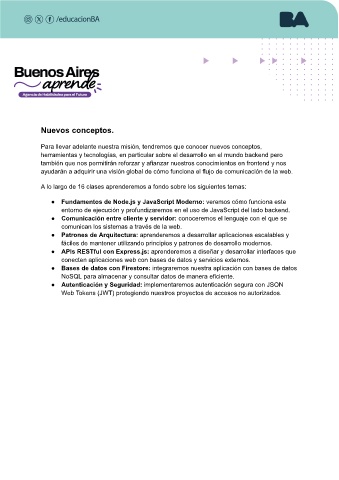 /educacionBA
BA
Buenos Aires
aprende
Agencia de Habilidades para el Futuro
Nuevos conceptos.
Para llevar adelante nuestra misión, tendremos que conocer nuevos conceptos,
herramientas y tecnologías, en particular sobre el desarrollo en el mundo backend pero
también que nos permitirán reforzar y afianzar nuestros conocimientos en frontend y nos
ayudarán a adquirir una visión global de cómo funciona el flujo de comunicación de la web.
A lo largo de 16 clases aprenderemos a fondo sobre los siguientes temas:
● Fundamentos de Node.js y JavaScript Moderno: veremos cómo funciona este
entorno de ejecución y profundizaremos en el uso de JavaScript del lado backend.
● Comunicación entre cliente y servidor: conoceremos el lenguaje con el que se
comunican los sistemas a través de la web.
● Patrones de Arquitectura: aprenderemos a desarrollar aplicaciones escalables y
fáciles de mantener utilizando principios y patrones de desarrollo modernos.
● APIs RESTful con Express.js: aprenderemos a diseñar y desarrollar interfaces que
conecten aplicaciones web con bases de datos y servicios externos.
● Bases de datos con Firestore: integraremos nuestra aplicación con bases de datos
NoSQL para almacenar y consultar datos de manera eficiente.
● Autenticación y Seguridad: implementaremos autenticación segura con JSON
Web Tokens (JWT) protegiendo nuestros proyectos de accesos no autorizados.